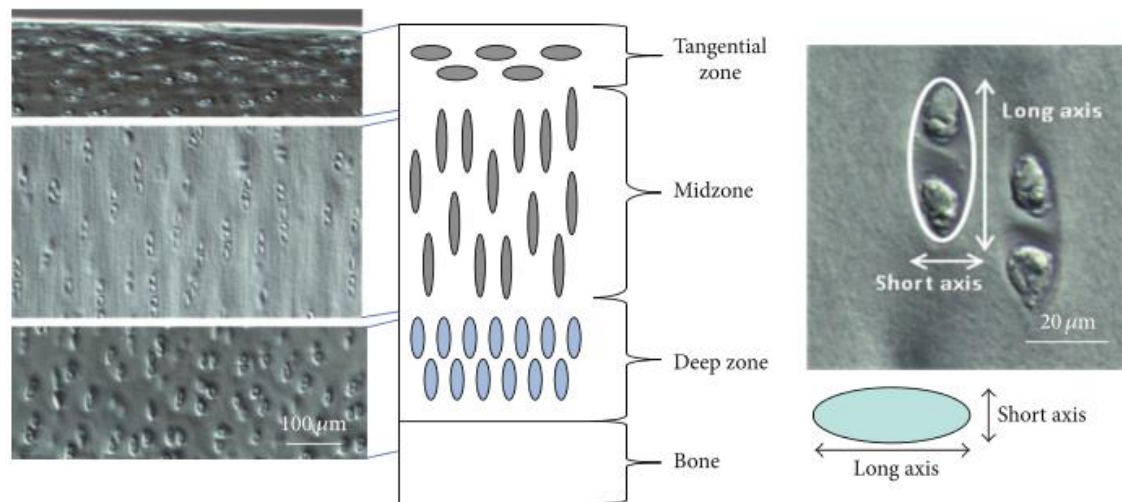 Tangential
zone
Midzone
Deep zone
Bone
100 μm
Long axis
Short axis
20 μm
Short axis
Long axis